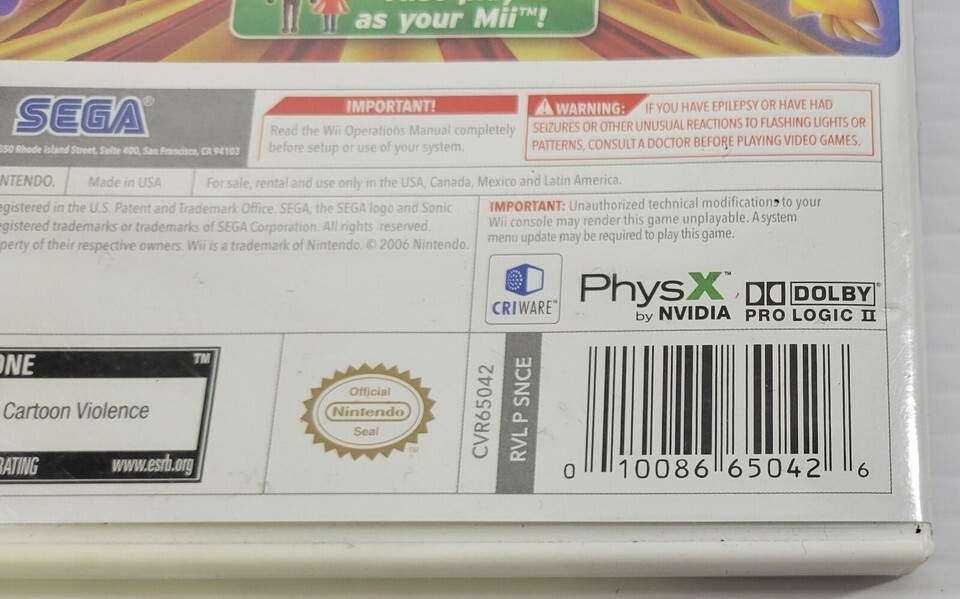 as your Mii™!
SEGA®
350 Rhode Island Street, Suite 400, San Francisco, CA 94103
IMPORTANT!
Read the Wii Operations Manual completely
before setup or use of your system.
WARNING: IF YOU HAVE EPILEPSY OR HAVE HAD
SEIZURES OR OTHER UNUSUAL REACTIONS TO FLASHING LIGHTS OR
PATTERNS, CONSULT A DOCTOR BEFORE PLAYING VIDEO GAMES.
NTENDO.
Made in USA
For sale, rental and use only in the USA, Canada, Mexico and Latin America.
egistered in the U.S. Patent and Trademark Office. SEGA, the SEGA logo and Sonic
egistered trademarks or trademarks of SEGA Corporation. All rights reserved.
perty of their respective owners. Wii is a trademark of Nintendo. © 2006 Nintendo.
IMPORTANT: Unauthorized technical modifications to your
Wii console may render this game unplayable. A system
menu update may be required to play this game.
CRIWARE™
PhysX™
by NVIDIA
DOLBY®
PRO LOGIC II
ONE
TM
Cartoon Violence
RATING
www.esrb.org
Official
Nintendo
Seal
TM
CVR65042
RVL P SNCE
0 10086 65042 6